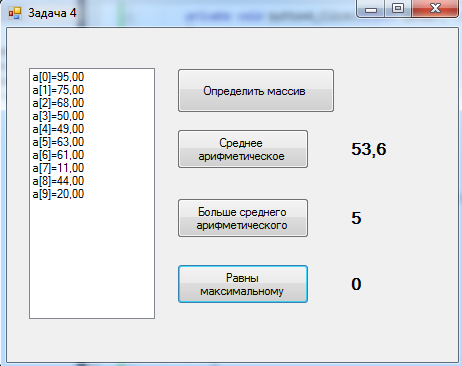 Задача 4
a[0]=95,00
a[1]=75,00
a[2]=68,00
a[3]=50,00
a[4]=49,00
a[5]=63,00
a[6]=61,00
a[7]=11,00
a[8]=44,00
a[9]=20,00
Определить массив
Среднее
арифметическое
53,6
Больше среднего
арифметического
5
Равны
максимальному
0